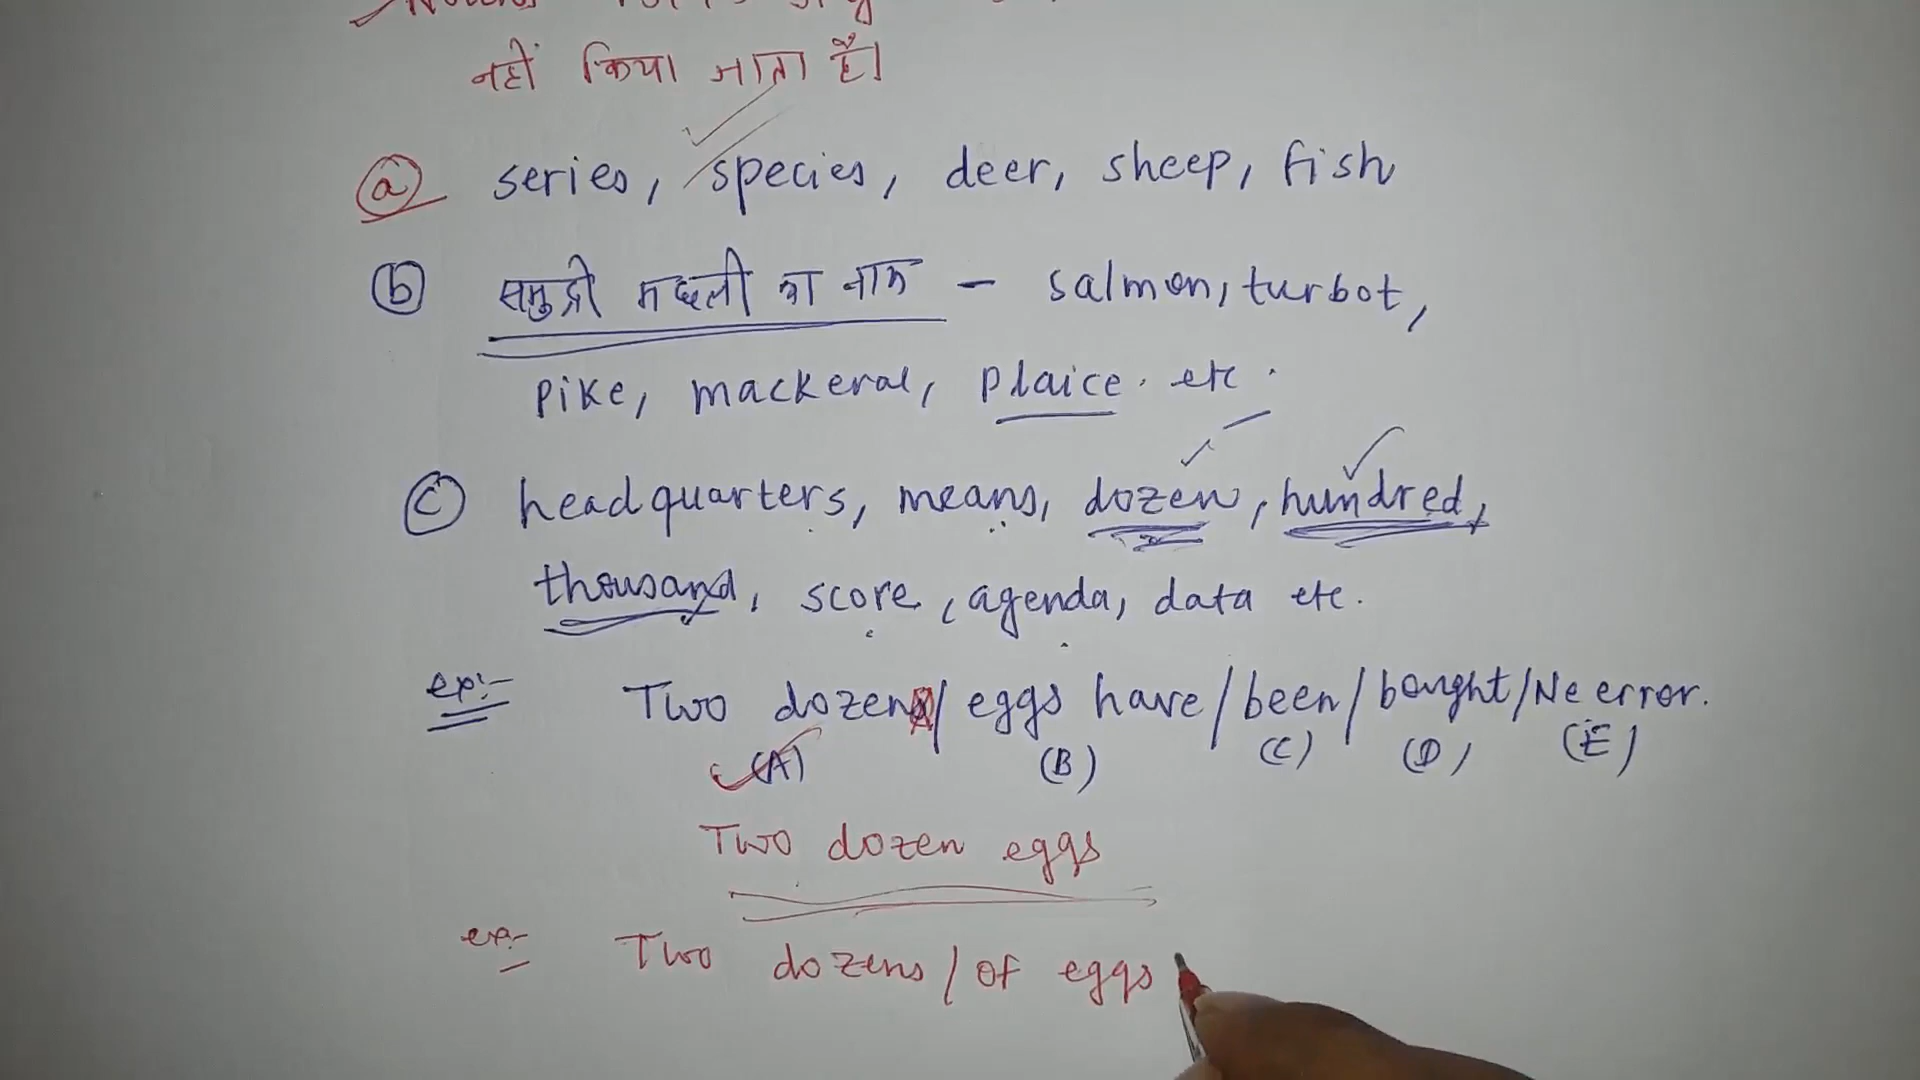 नहीं किया जाता है।
(a) series, species, deer, sheep, fish
(b) समुद्री मछली का नाम - salmon, turbot,
pike, mackeral, plaice. etc.
(c) headquarters, means, dozen, hundred,
thousand, score, agenda, data etc.
ex:- Two dozens/ eggs have/ been/ bought/ No error.
(A) (B) (C) (D) (E)
Two dozen eggs
ex:- Two dozens / of eggs